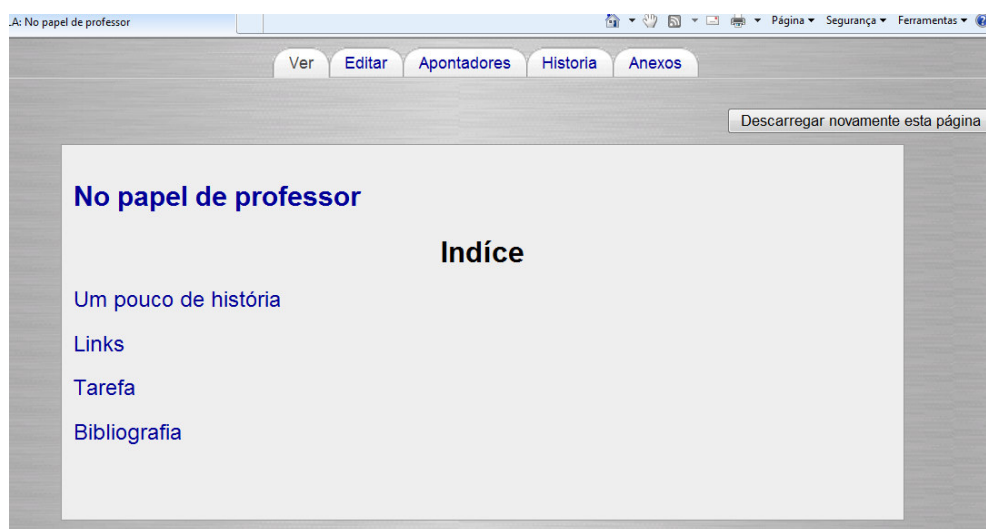 .A: No papel de professor
Página Segurança Ferramentas
Ver Editar Apontadores Historia Anexos
Descarregar novamente esta página
No papel de professor
Indíce
Um pouco de história
Links
Tarefa
Bibliografia